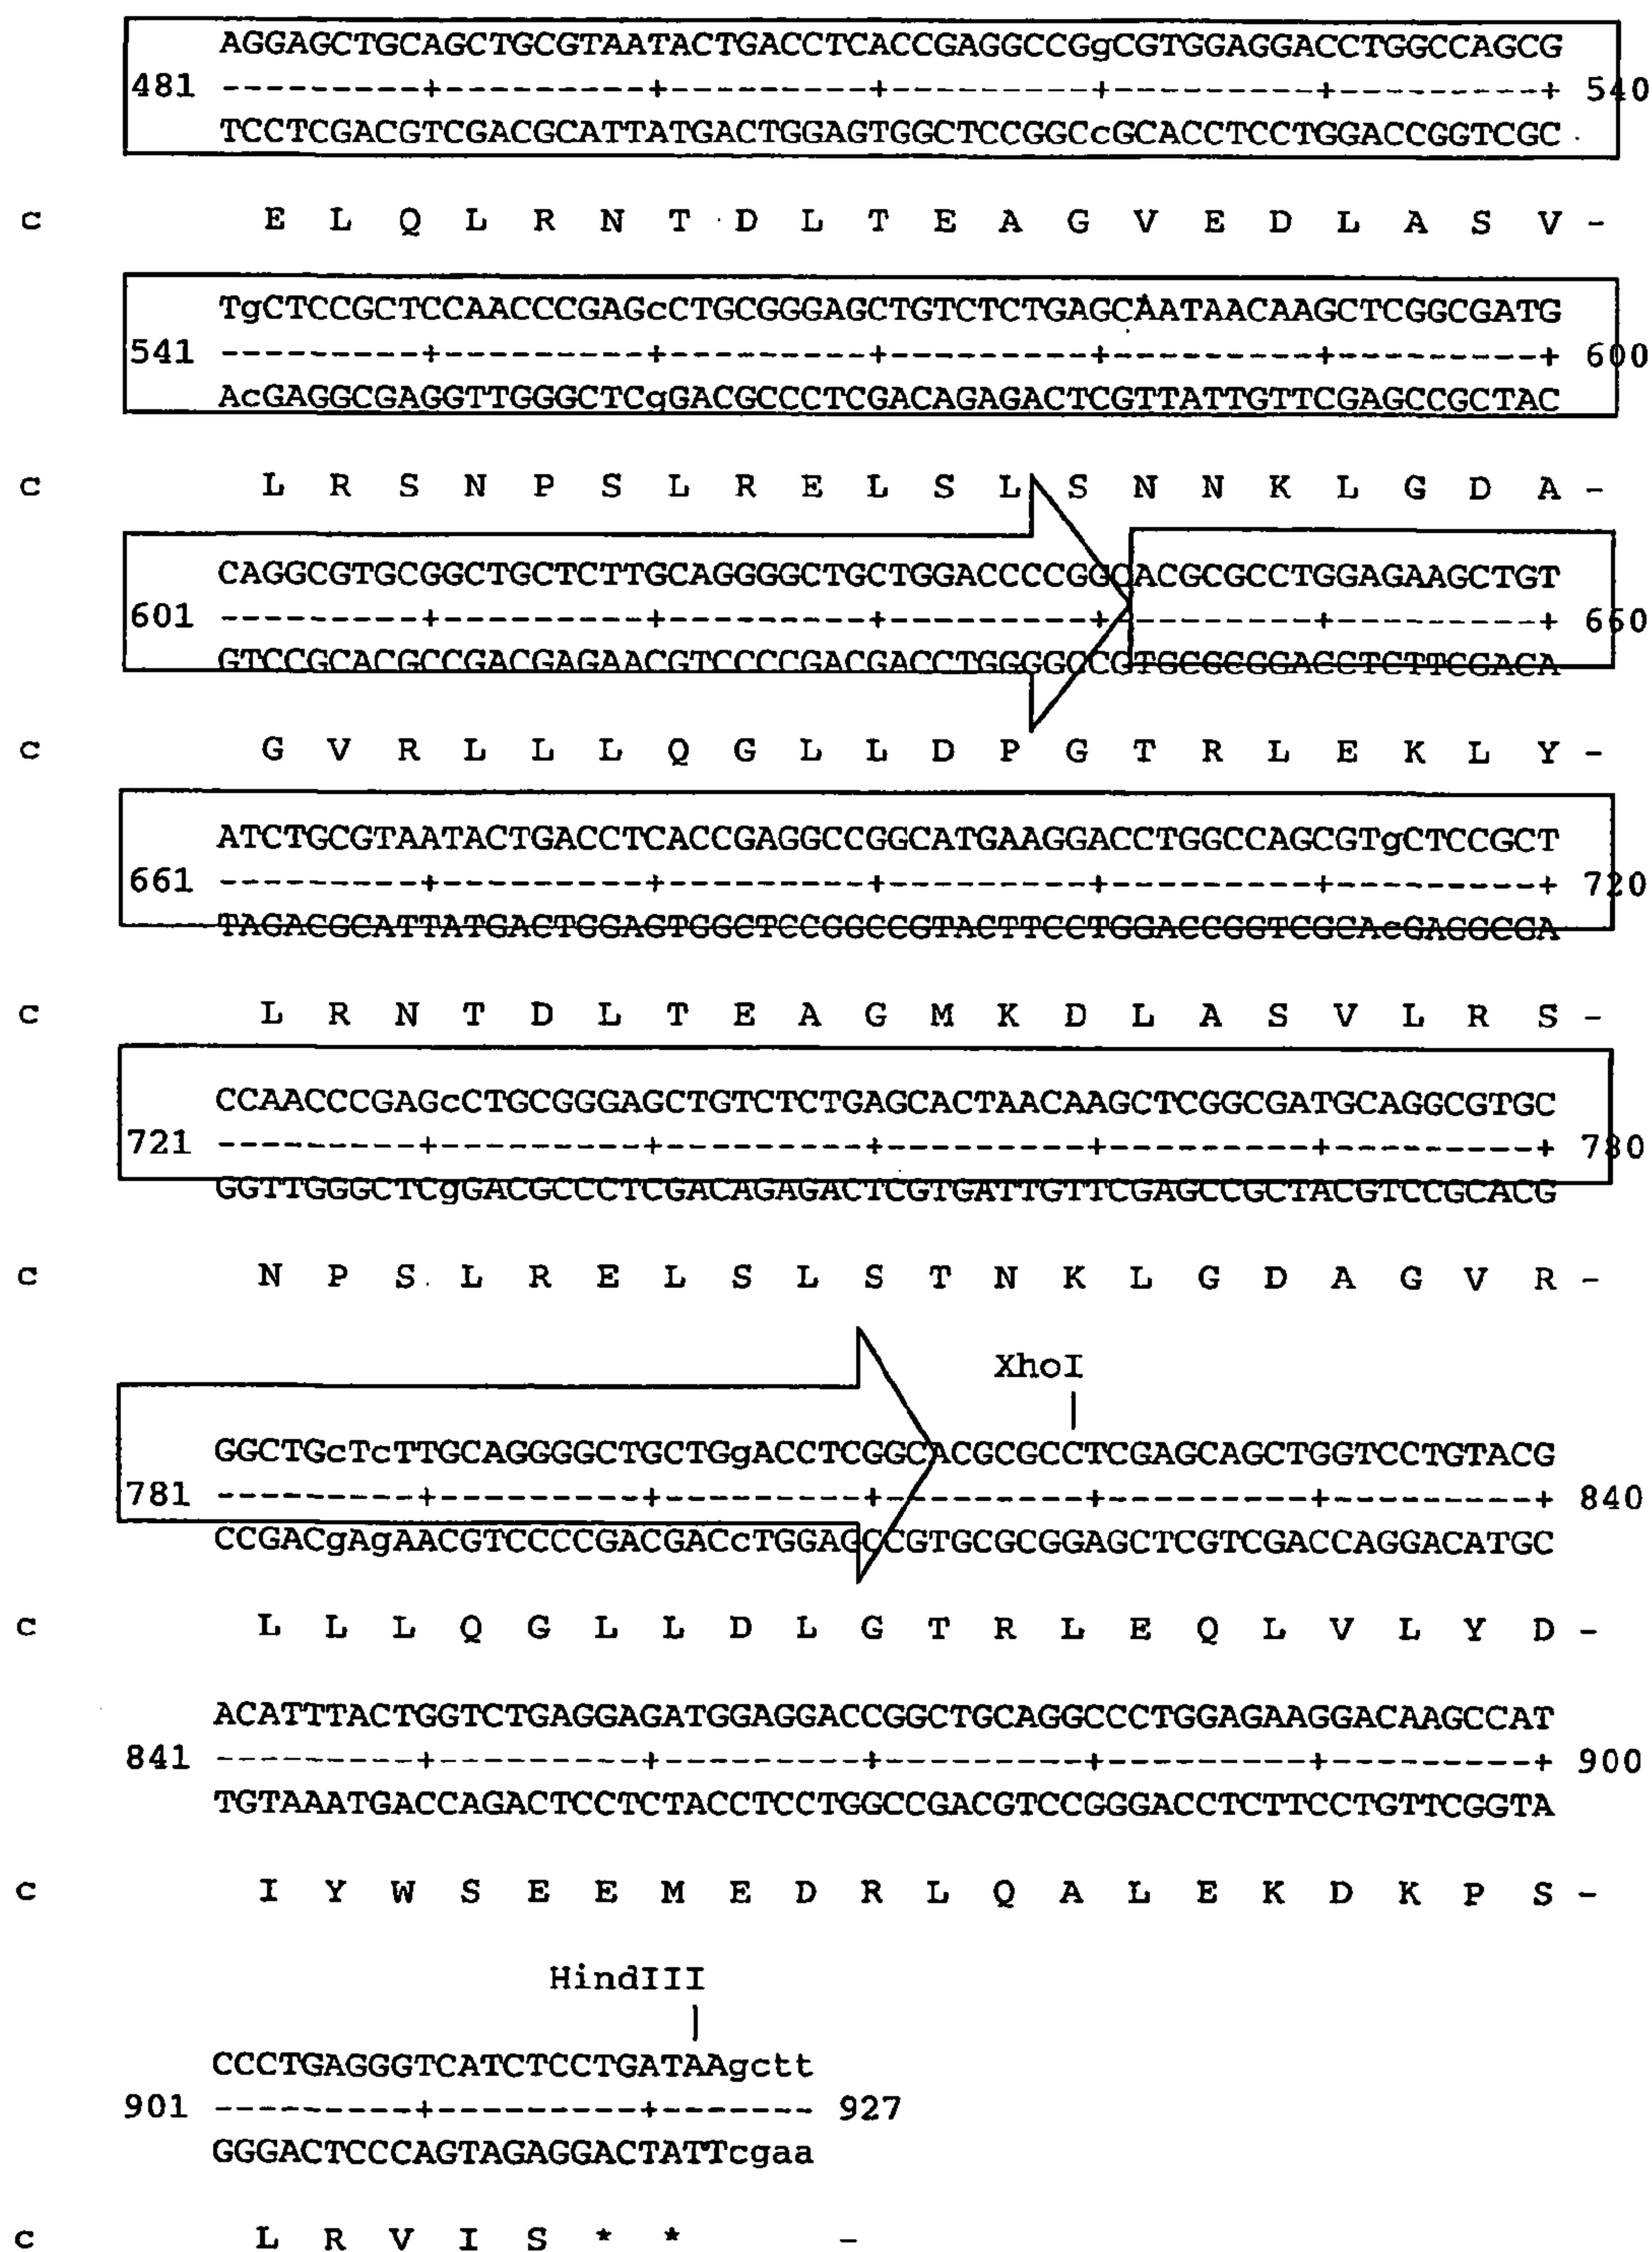 AGGAGCTGCAGCTGCGTAATACTGACCTCACCGAGGCCGgCGTGGAGGACCTGGCCAGCG
481 ---------+---------+---------+---------+---------+---------+ 540
TCCTCGACGTCGACGCATTATGACTGGAGTGGCTCCGGCcGCACCTCCTGGACCGGTCGC
c E L Q L R N T D L T E A G V E D L A S V -
TgCTCCGCTCCAACCCGAGcCTGCGGGAGCTGTCTCTGAGCAATAACAAGCTCGGCGATG
541 ---------+---------+---------+---------+---------+---------+ 600
AcGAGGCGAGGTTGGGCTCgGACGCCCTCGACAGAGACTCGTTATTGTTCGAGCCGCTAC
c L R S N P S L R E L S L S N N K L G D A -
CAGGCGTGCGGCTGCTCTTGCAGGGGCTGCTGGACCCCGGCACGCGCCTGGAGAAGCTGT
601 ---------+---------+---------+---------+---------+---------+ 660
GTCCGCACGCCGACGAGAACGTCCCCGACGACCTGGGGCCGTGCGCGGACCTCTTCGACA
c G V R L L L Q G L L D P G T R L E K L Y -
ATCTGCGTAATACTGACCTCACCGAGGCCGGCATGAAGGACCTGGCCAGCGTgCTCCGCT
661 ---------+---------+---------+---------+---------+---------+ 720
TAGACGCATTATGACTGGAGTGGCTCCGGCCGTACTTCCTGGACCGGTCGCAcGAGGCGA
c L R N T D L T E A G M K D L A S V L R S -
CCAACCCGAGcCTGCGGGAGCTGTCTCTGAGCACTAACAAGCTCGGCGATGCAGGCGTGC
721 ---------+---------+---------+---------+---------+---------+ 780
GGTTGGGCTCgGACGCCCTCGACAGAGACTCGTGATTGTTCGAGCCGCTACGTCCGCACG
c N P S L R E L S L S T N K L G D A G V R -
XhoI
|
GGCTGcTcTTGCAGGGGCTGCTGgACCTCGGCACGCGCCTCGAGCAGCTGGTCCTGTACG
781 ---------+---------+---------+---------+---------+---------+ 840
CCGACgAgAACGTCCCCGACGACcTGGAGCCGTGCGCGGAGCTCGTCGACCAGGACATGC
c L L L Q G L L D L G T R L E Q L V L Y D -
ACATTTACTGGTCTGAGGAGATGGAGGACCGGCTGCAGGCCCTGGAGAAGGACAAGCCAT
841 ---------+---------+---------+---------+---------+---------+ 900
TGTAAATGACCAGACTCCTCTACCTCCTGGCCGACGTCCGGGACCTCTTCCTGTTCGGTA
c I Y W S E E M E D R L Q A L E K D K P S -
HindIII
|
CCCTGAGGGTCATCTCCTGATAAgctt
901 ---------+---------+------- 927
GGGACTCCCAGTAGAGGACTATTcgaa
c L R V I S * * -